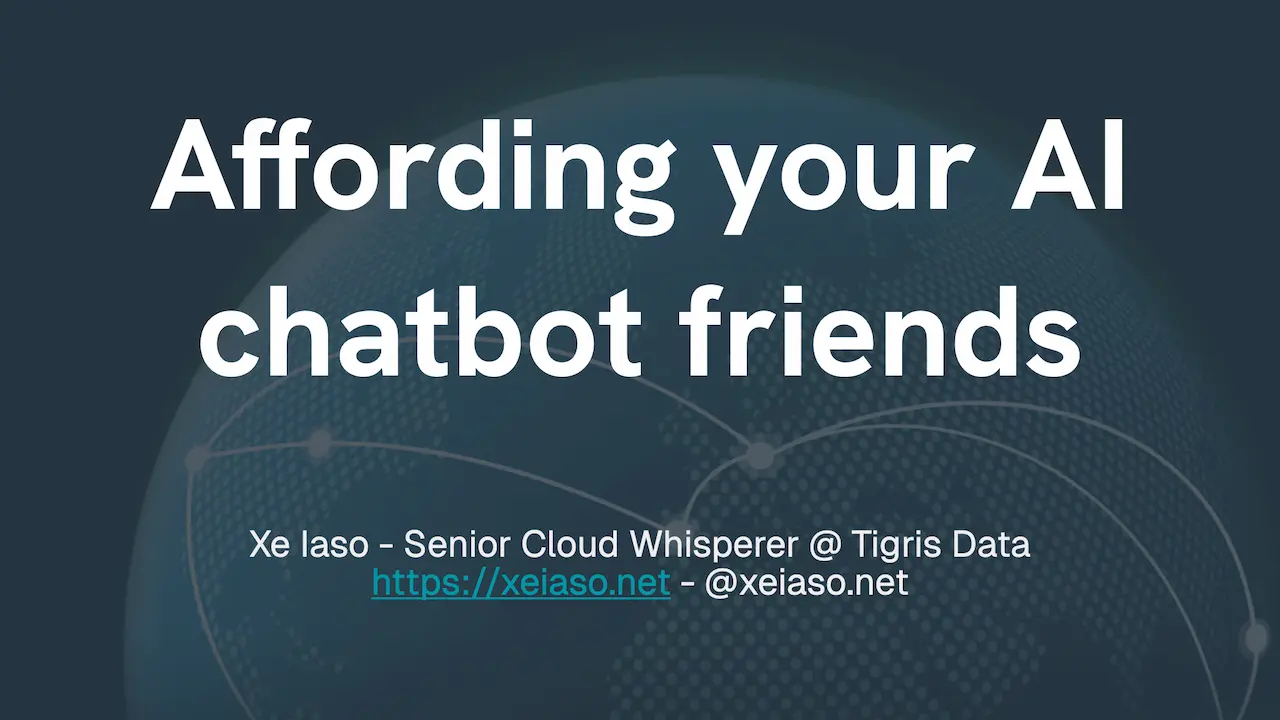 Affording your AI
chatbot friends
Xe Iaso - Senior Cloud Whisperer @ Tigris Data
https://xeiaso.net - @xeiaso.net